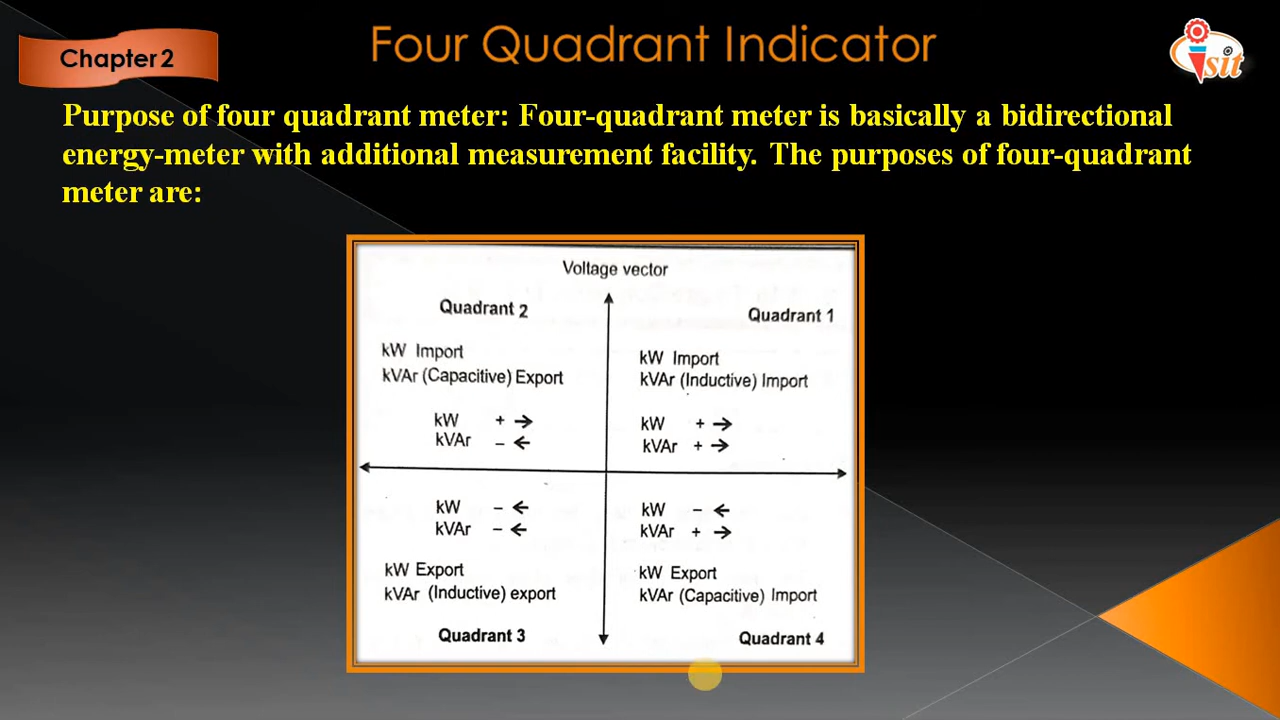 Four Quadrant Indicator
Chapter 2
sit
Purpose of four quadrant meter: Four-quadrant meter is basically a bidirectional
energy-meter with additional measurement facility. The purposes of four-quadrant
meter are:
Voltage vector
Quadrant 2
kW Import
kVAr (Capacitive) Export
kW + →
kVAr – ←
Quadrant 1
kW Import
kVAr (Inductive) Import
kW + →
kVAr + →
kW – ←
kVAr – ←
kW Export
kVAr (Inductive) export
Quadrant 3
kW – ←
kVAr + →
kW Export
kVAr (Capacitive) Import
Quadrant 4